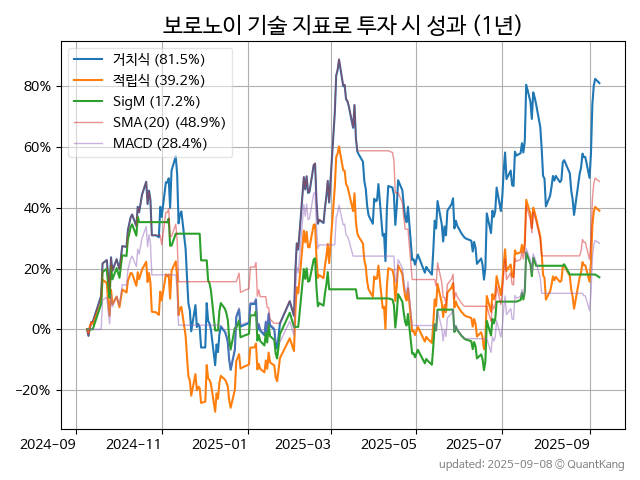 보로노이 기술 지표로 투자 시 성과 (1년)
거치식 (81.5%)
적립식 (39.2%)
SigM (17.2%)
SMA(20) (48.9%)
MACD (28.4%)
80%
60%
40%
20%
0%
−20%
2024-09 2024-11 2025-01 2025-03 2025-05 2025-07 2025-09
updated: 2025-09-08 © QuantKang